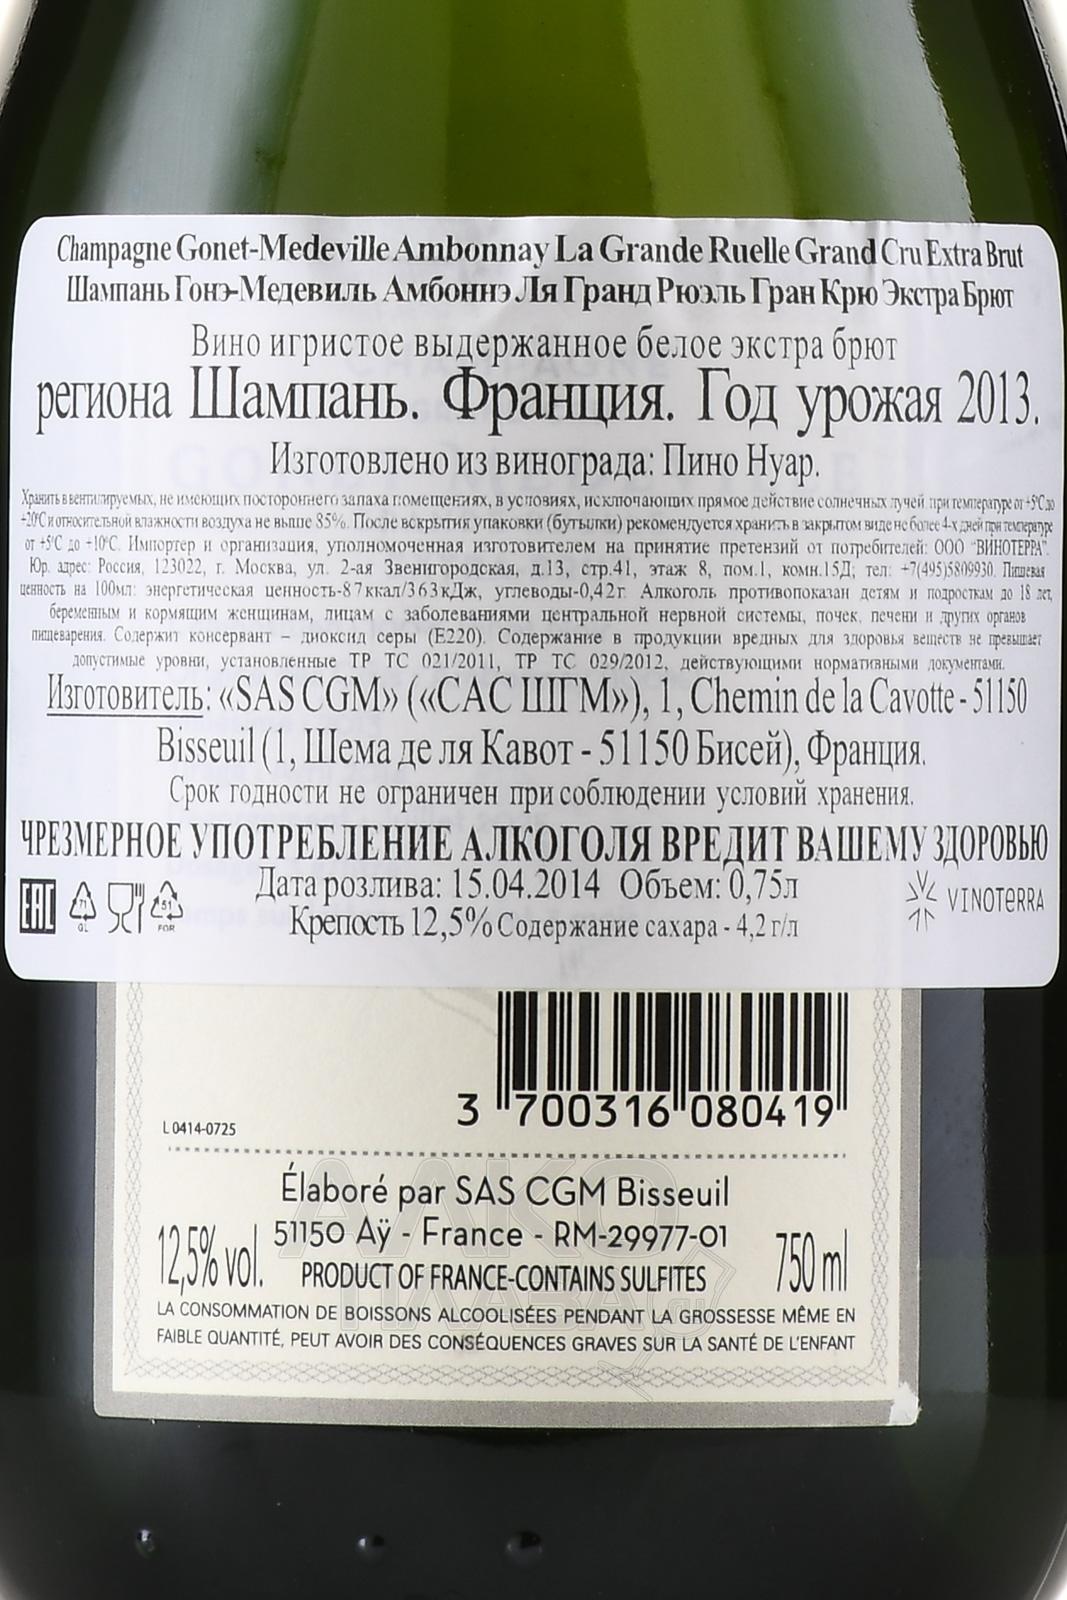 Champagne Gonet-Medeville Ambonnay La Grande Ruelle Grand Cru Extra Brut
Шампань Гонэ-Медевиль Амбоннэ Ля Гранд Рюэль Гран Крю Экстра Брют
Вино игристое выдержанное белое экстра брют
региона Шампань. Франция. Год урожая 2013.
Изготовлено из винограда: Пино Нуар.
Хранить в вентилируемых, не имеющих постороннего запаха помещениях, в условиях, исключающих прямое действие солнечных лучей при температуре от +5°С до
+20°С и относительной влажности воздуха не выше 85%. После вскрытия упаковки (бутылки) рекомендуется хранить в закрытом виде не более 4-х дней при температуре
от +5°С до +10°С. Импортер и организация, уполномоченная изготовителем на принятие претензий от потребителей: ООО "ВИНОТЕРРА".
Юр. адрес: Россия, 123022, г. Москва, ул. 2-ая Звенигородская, д.13, стр.41, этаж 8, пом.1, комн.15Д; тел: +7(495)5809930. Пищевая
ценность на 100мл: энергетическая ценность-87ккал/363кДж, углеводы-0,42г. Алкоголь противопоказан детям и подросткам до 18 лет,
беременным и кормящим женщинам, лицам с заболеваниями центральной нервной системы, почек, печени и других органов
пищеварения. Содержит консервант – диоксид серы (Е220). Содержание в продукции вредных для здоровья веществ не превышает
допустимые уровни, установленные ТР ТС 021/2011, ТР ТС 029/2012, действующими нормативными документами.
Изготовитель: «SAS CGM» («САС ШГМ»), 1, Chemin de la Cavotte - 51150
Bisseuil (1, Шема де ля Кавот - 51150 Бисей), Франция.
Срок годности не ограничен при соблюдении условий хранения.
ЧРЕЗМЕРНОЕ УПОТРЕБЛЕНИЕ АЛКОГОЛЯ ВРЕДИТ ВАШЕМУ ЗДОРОВЬЮ
Дата розлива: 15.04.2014 Объем: 0,75л
Крепость 12,5% Содержание сахара - 4,2 г/л
EAC
71
GL
51
FOR
VINOTERRA
3 700316 080419
L 0414-0725
Élaboré par SAS CGM Bisseuil
51150 Aÿ - France - RM-29977-01
12,5% vol.
PRODUCT OF FRANCE-CONTAINS SULFITES
750 ml
LA CONSOMMATION DE BOISSONS ALCOOLISÉES PENDANT LA GROSSESSE MÊME EN
FAIBLE QUANTITÉ, PEUT AVOIR DES CONSÉQUENCES GRAVES SUR LA SANTÉ DE L'ENFANT